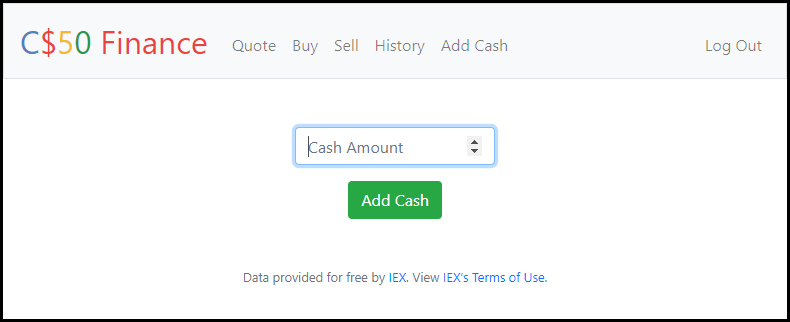 C$50 Finance Quote Buy Sell History Add Cash Log Out
Cash Amount
Add Cash
Data provided for free by IEX. View IEX's Terms of Use.